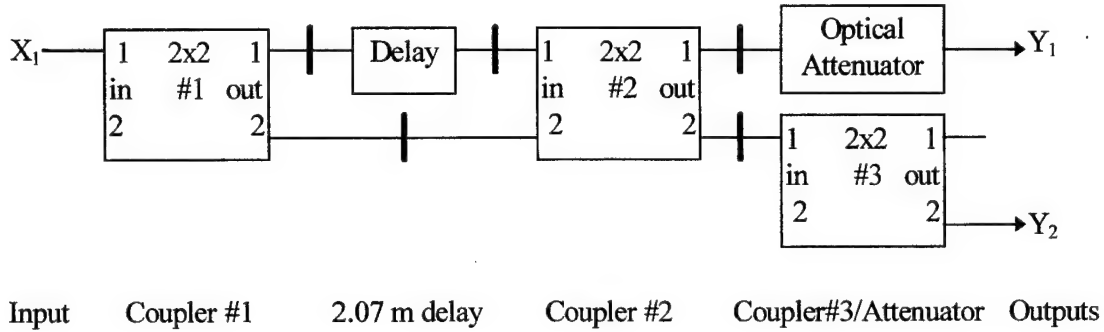 X₁
1 2x2 1
in #1 out
2 2
Delay
1 2x2 1
in #2 out
2 2
Optical
Attenuator
Y₁
1 2x2 1
in #3 out
2 2
Y₂
Input Coupler #1 2.07 m delay Coupler #2 Coupler#3/Attenuator Outputs